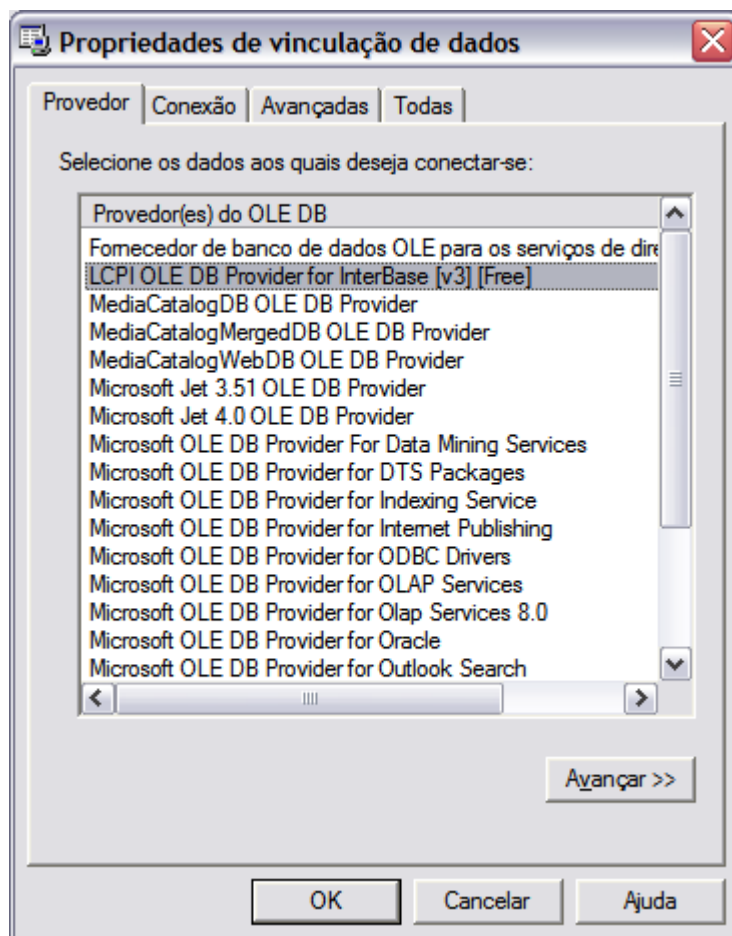 Propriedades de vinculação de dados
Provedor Conexão Avançadas Todas
Selecione os dados aos quais deseja conectar-se:
Provedor(es) do OLE DB
Fornecedor de banco de dados OLE para os serviços de dire
LCPI OLE DB Provider for InterBase [v3] [Free]
MediaCatalogDB OLE DB Provider
MediaCatalogMergedDB OLE DB Provider
MediaCatalogWebDB OLE DB Provider
Microsoft Jet 3.51 OLE DB Provider
Microsoft Jet 4.0 OLE DB Provider
Microsoft OLE DB Provider For Data Mining Services
Microsoft OLE DB Provider for DTS Packages
Microsoft OLE DB Provider for Indexing Service
Microsoft OLE DB Provider for Internet Publishing
Microsoft OLE DB Provider for ODBC Drivers
Microsoft OLE DB Provider for OLAP Services
Microsoft OLE DB Provider for Olap Services 8.0
Microsoft OLE DB Provider for Oracle
Microsoft OLE DB Provider for Outlook Search
Avançar >>
OK Cancelar Ajuda